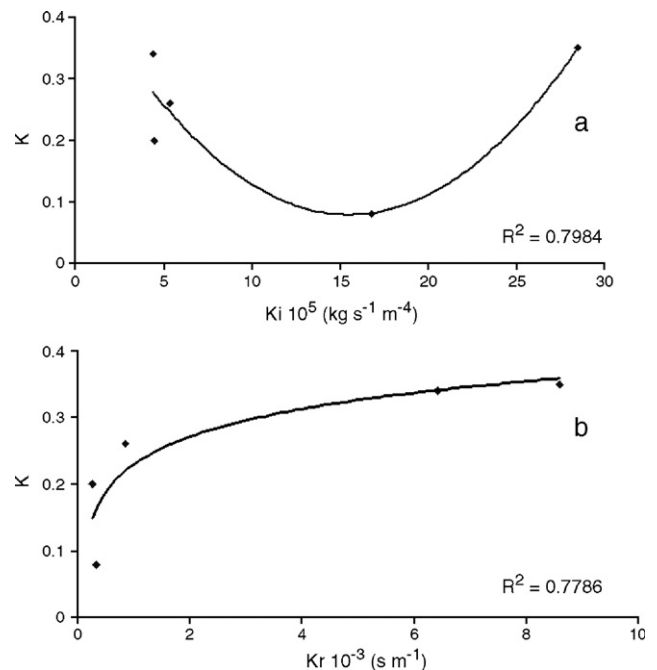 0.4
0.3
K
a
0.2
0.1
R² = 0.7984
0
0 5 10 15 20 25 30
Ki 10⁵ (kg s⁻¹ m⁻⁴)
0.4
0.3
b
K
0.2
0.1
R² = 0.7786
0
0 2 4 6 8 10
Kr 10⁻³ (s m⁻¹)